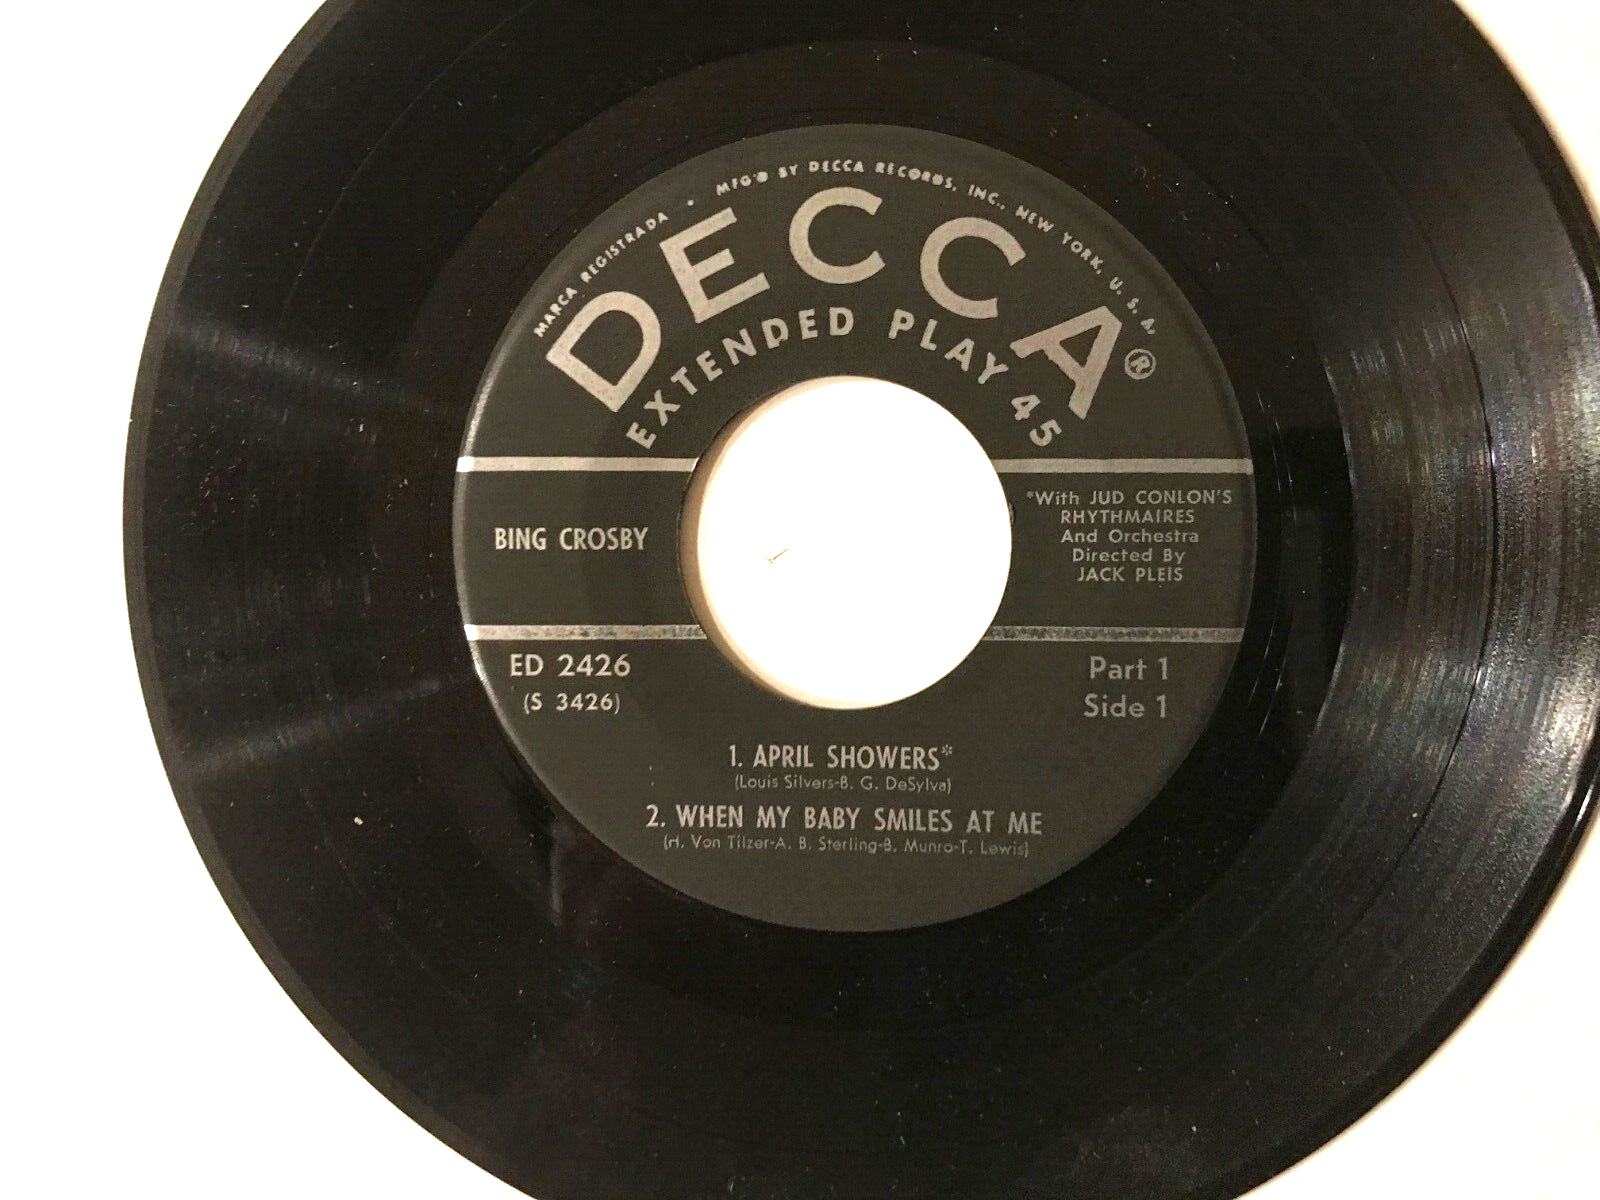 MARCA REGISTRADA • MFG'D BY DECCA RECORDS, INC., NEW YORK, U. S. A.
DECCA®
EXTENDED PLAY 45
BING CROSBY
*With JUD CONLON'S
RHYTHMAIRES
And Orchestra
Directed By
JACK PLEIS
ED 2426
(S 3426)
Part 1
Side 1
1. APRIL SHOWERS*
(Louis Silvers-B. G. DeSylva)
2. WHEN MY BABY SMILES AT ME
(H. Von Tilzer-A. B. Sterling-B. Munro-T. Lewis)